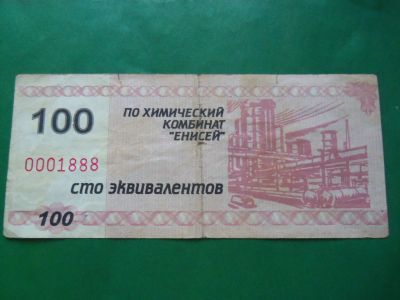 100
ПО ХИМИЧЕСКИЙ
КОМБИНАТ
"ЕНИСЕЙ"
0001888
СТО ЭКВИВАЛЕНТОВ
100